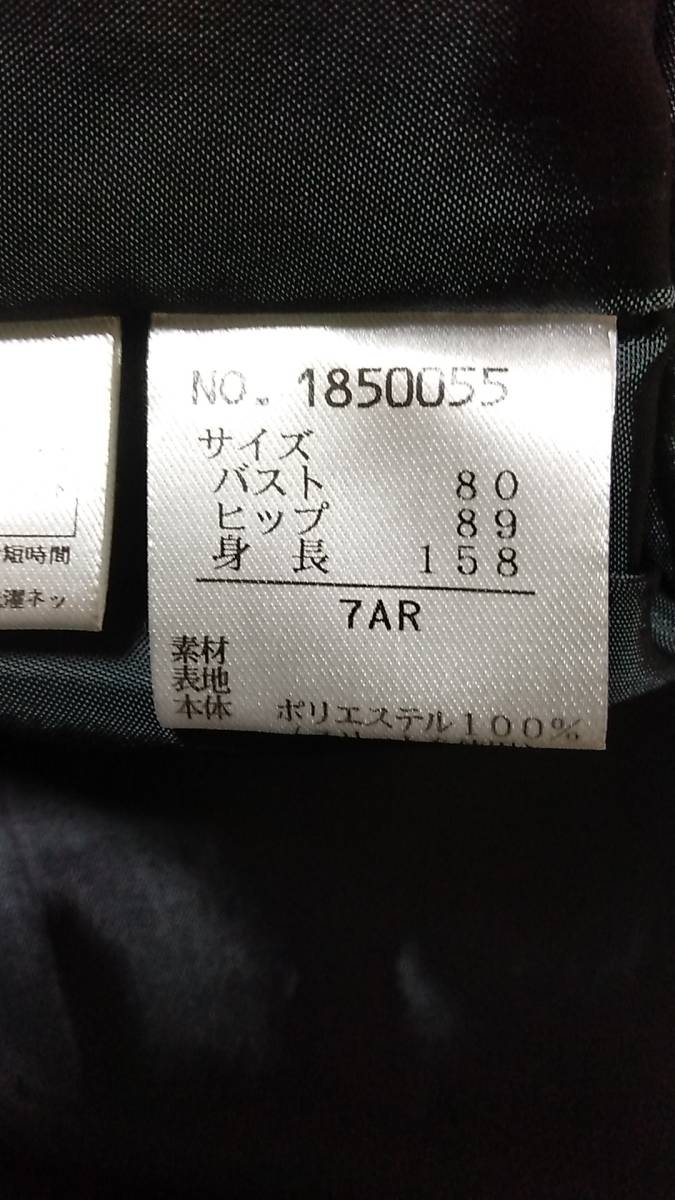 NO. 1850055
サイズ
バスト 80
ヒップ 89
身長 158
7AR
素材
表地
本体 ポリエステル100%
短時間
濯ネッ